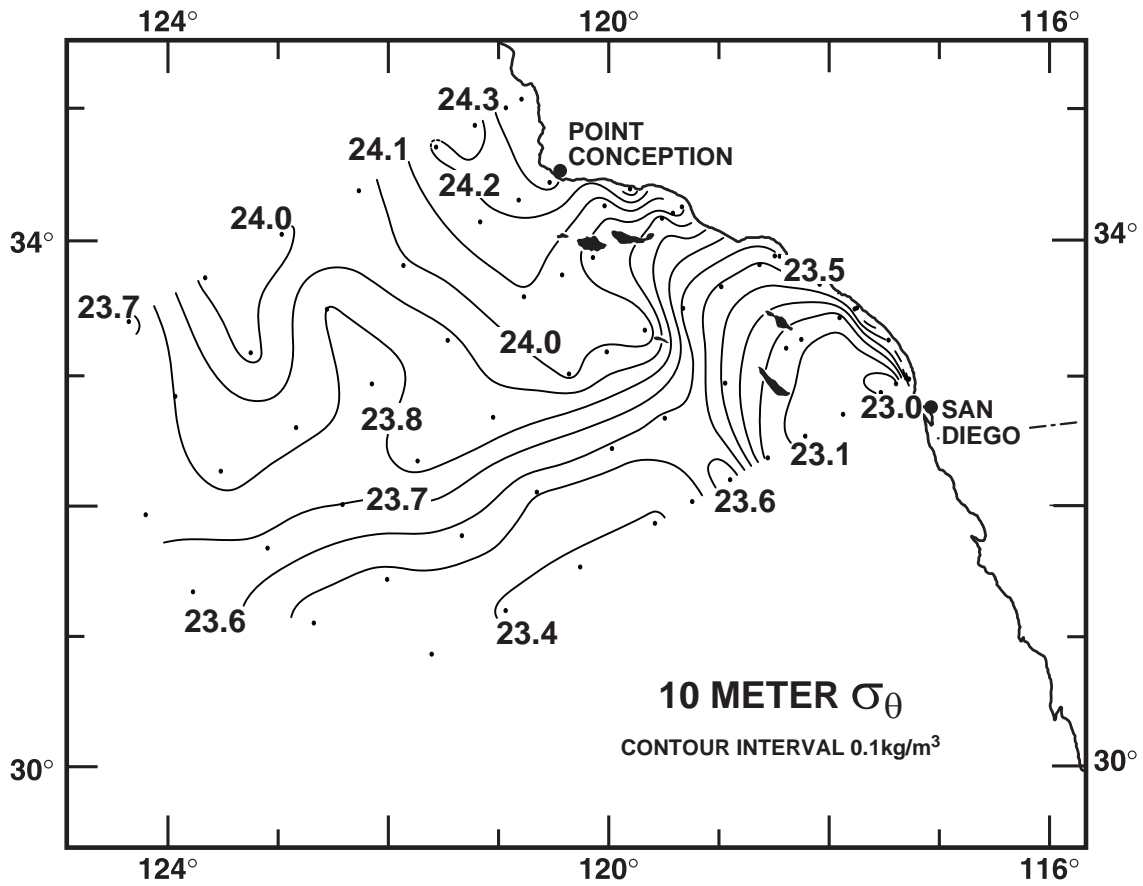 124° 120° 116°
24.3
POINT
CONCEPTION
24.1
24.2
24.0
34° 34°
23.5
23.7
24.0
23.8
23.0 SAN
DIEGO
23.1
23.7
23.6
23.6
23.4
10 METER σθ
CONTOUR INTERVAL 0.1kg/m³
30° 30°
124° 120° 116°